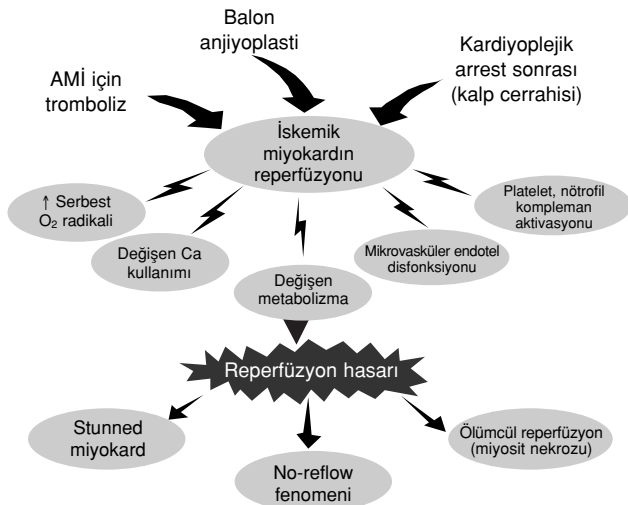 Balon
anjiyoplasti
AMİ için
tromboliz
Kardiyoplejik
arrest sonrası
(kalp cerrahisi)
İskemik
miyokardın
reperfüzyonu
↑ Serbest
O₂ radikali
Değişen Ca
kullanımı
Değişen
metabolizma
Mikrovasküler endotel
disfonksiyonu
Platelet, nötrofil
kompleman
aktivasyonu
Reperfüzyon hasarı
Stunned
miyokard
No-reflow
fenomeni
Ölümcül reperfüzyon
(miyosit nekrozu)